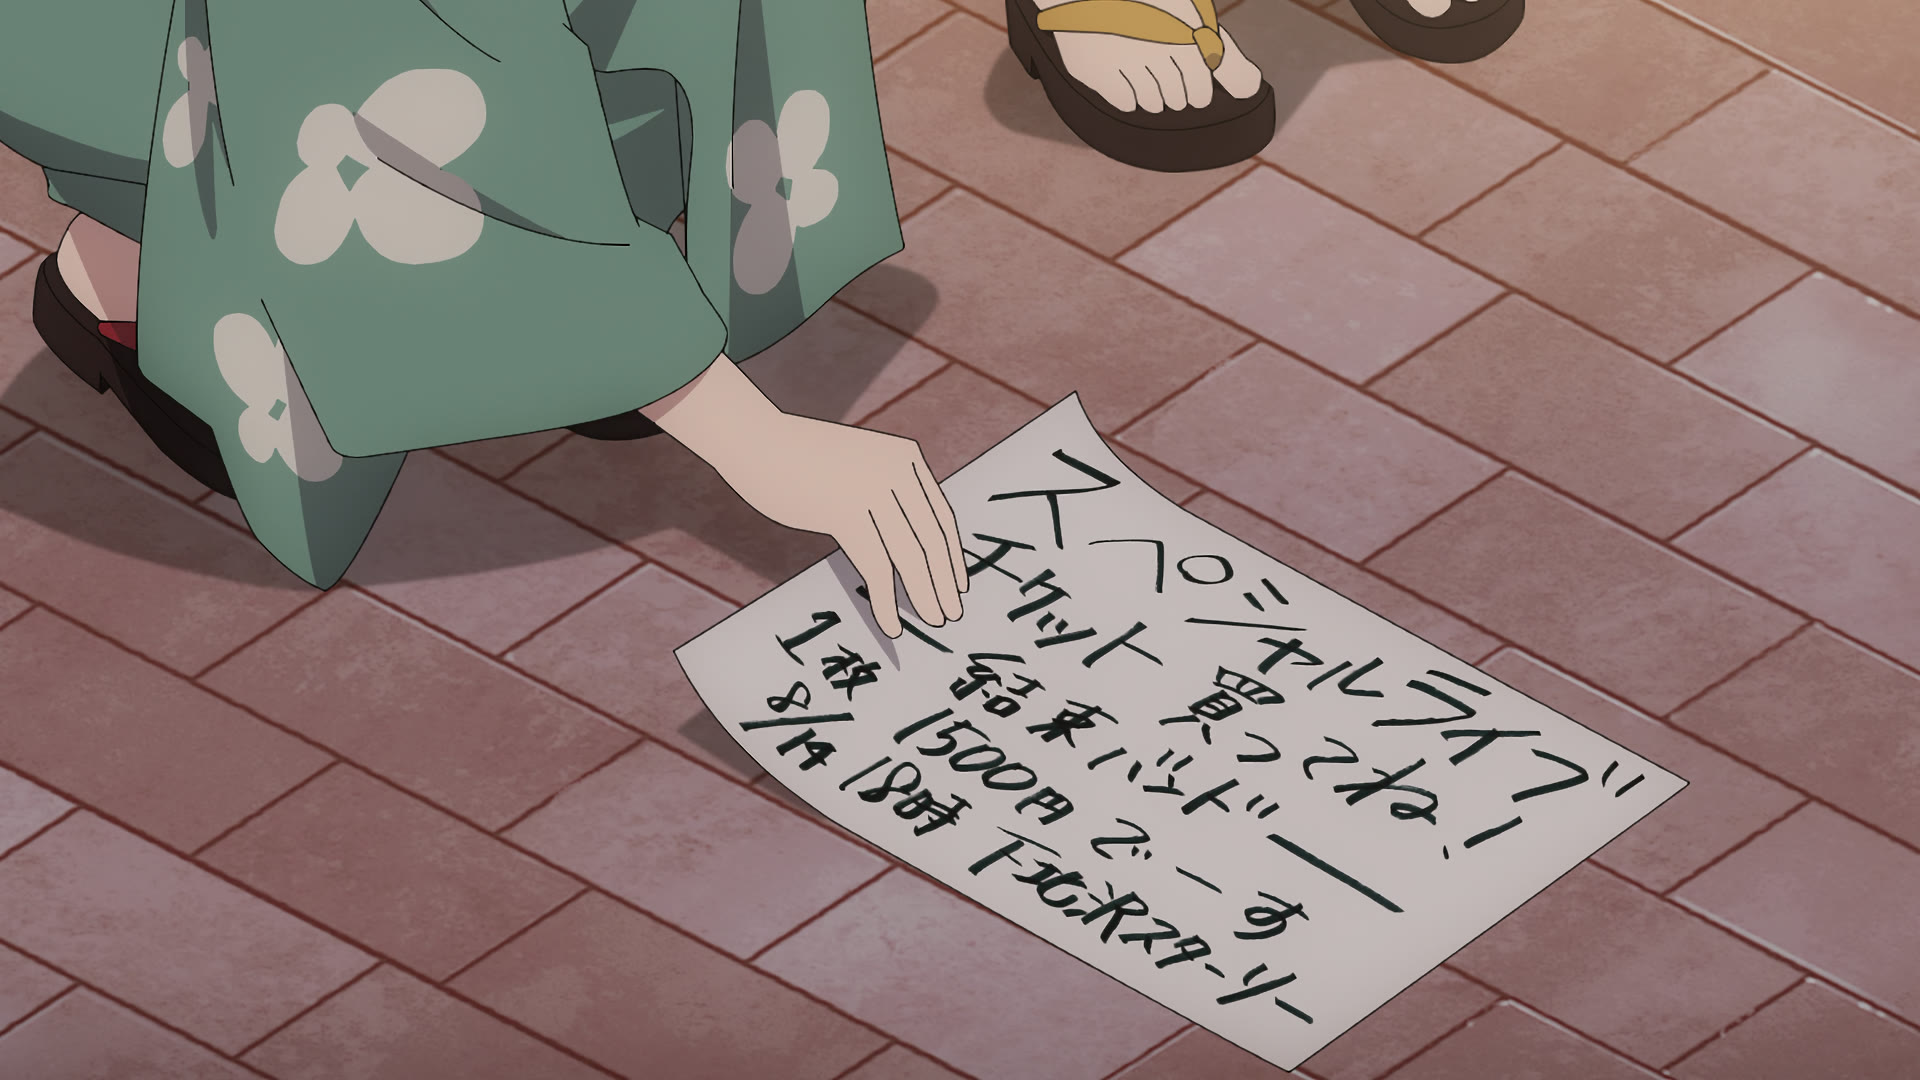 スペシャルライブ
チケット 買ってね!
ー結束バンドー
1枚 1500円でーす
8/14 18時 下北沢スターリー